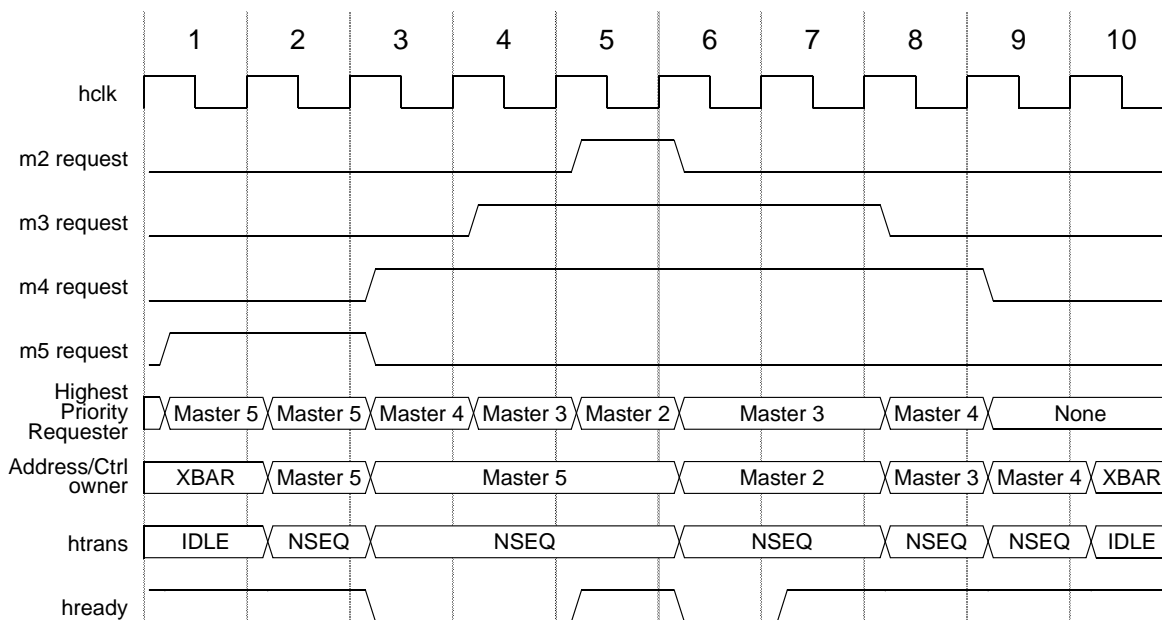 1 2 3 4 5 6 7 8 9 10
hclk
m2 request
m3 request
m4 request
m5 request
Highest
Priority
Requester
Master 5 Master 5 Master 4 Master 3 Master 2 Master 3 Master 4 None
Address/Ctrl
owner
XBAR Master 5 Master 5 Master 2 Master 3 Master 4 XBAR
htrans
IDLE NSEQ NSEQ NSEQ NSEQ NSEQ IDLE
hready